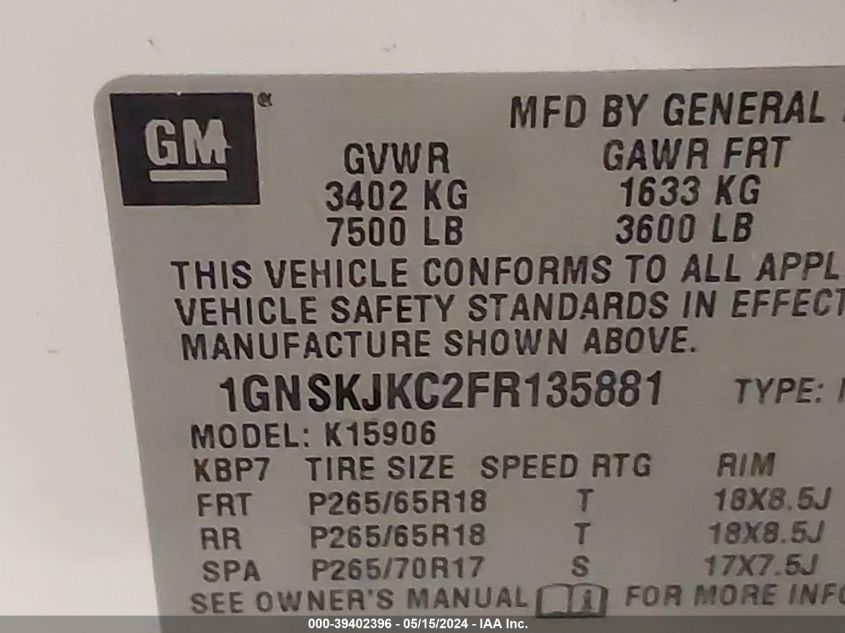 GM®
MFD BY GENERAL
GVWR GAWR FRT
3402 KG 1633 KG
7500 LB 3600 LB
THIS VEHICLE CONFORMS TO ALL APPL
VEHICLE SAFETY STANDARDS IN EFFECT
MANUFACTURE SHOWN ABOVE.
1GNSKJKC2FR135881 TYPE:
MODEL: K15906
KBP7 TIRE SIZE SPEED RTG RIM
FRT P265/65R18 T 18X8.5J
RR P265/65R18 T 18X8.5J
SPA P265/70R17 S 17X7.5J
SEE OWNER'S MANUAL FOR MORE INFO
000-39402396 - 05/15/2024 - IAA Inc.